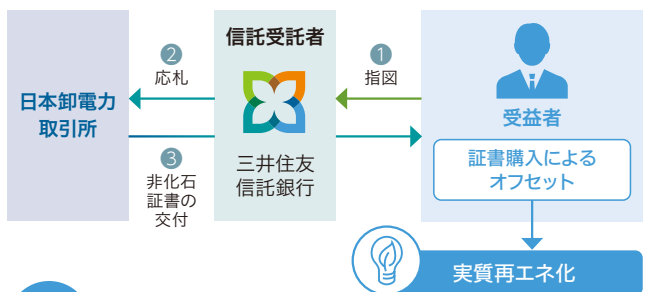 日本卸電力
取引所
②
応札
③
非化石
証書の
交付
信託受託者
三井住友
信託銀行
①
指図
受益者
証書購入による
オフセット
実質再エネ化